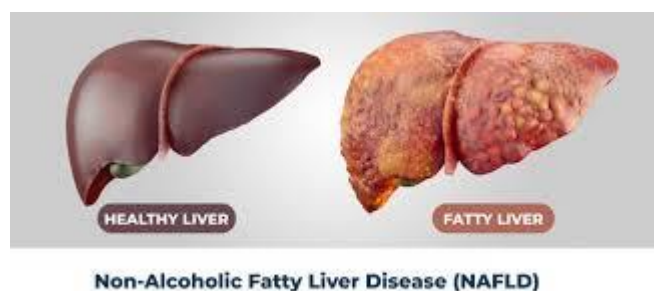 HEALTHY LIVER
FATTY LIVER
Non-Alcoholic Fatty Liver Disease (NAFLD)